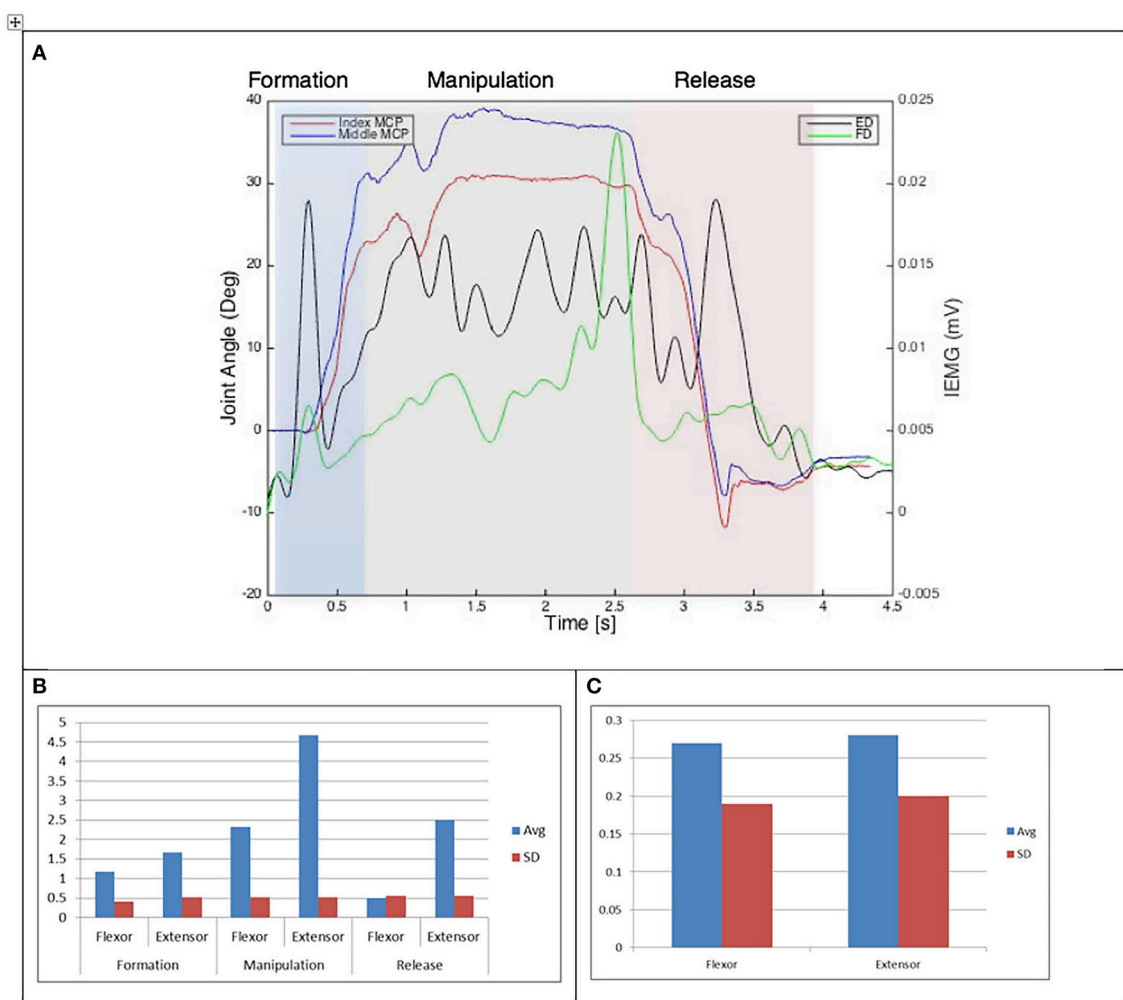 A
Formation Manipulation Release
40 0.025
Index MCP ED
Middle MCP FD
30 0.02
20 0.015
10 0.01
0 0.005
-10 0
-20 -0.005
Joint Angle (Deg)
IEMG (mV)
0 0.5 1 1.5 2 2.5 3 3.5 4 4.5
Time [s]
B
5
4.5
4
3.5
3
2.5
2
1.5
1
0.5
0
Avg
SD
Flexor Extensor Flexor Extensor Flexor Extensor
Formation Manipulation Release
C
0.3
0.25
0.2
0.15
0.1
0.05
0
Avg
SD
Flexor Extensor